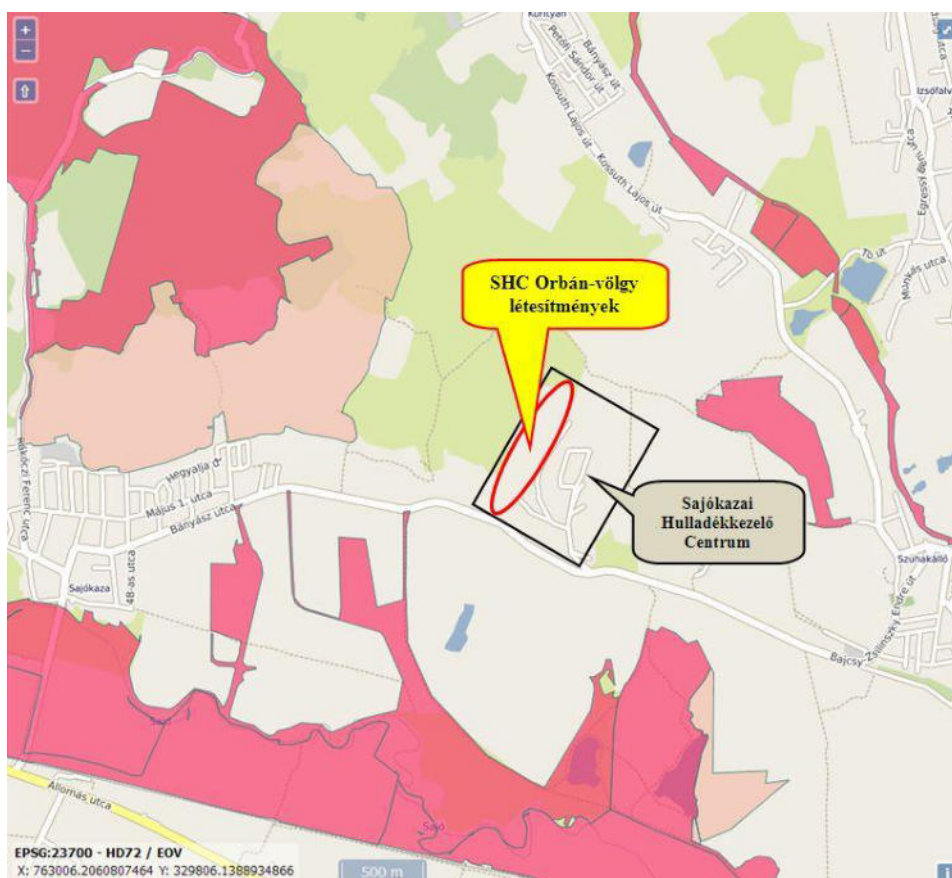 +
−
⇧
Kurityán
Petőfi Sándor út
Bányász út
Kossuth Lajos út
Kossuth Lajos út
Izsófalv
Egressy Béni út
Tó út
Munkás utca
SHC Orbán-völgy
létesítmények
Sajókazai
Hulladékkezelő
Centrum
Rákóczi Ferenc utca
Hegyalja ú
Május 1. utca
Bányász utca
48-as utca
Sajókaza
Szuhakálló
Bajcsy-Zsilinszky Endre út
Sajó
Sajó
Állomás utca
EPSG:23700 - HD72 / EOV
X: 763006.2060807464 Y: 329806.1388934866
500 m